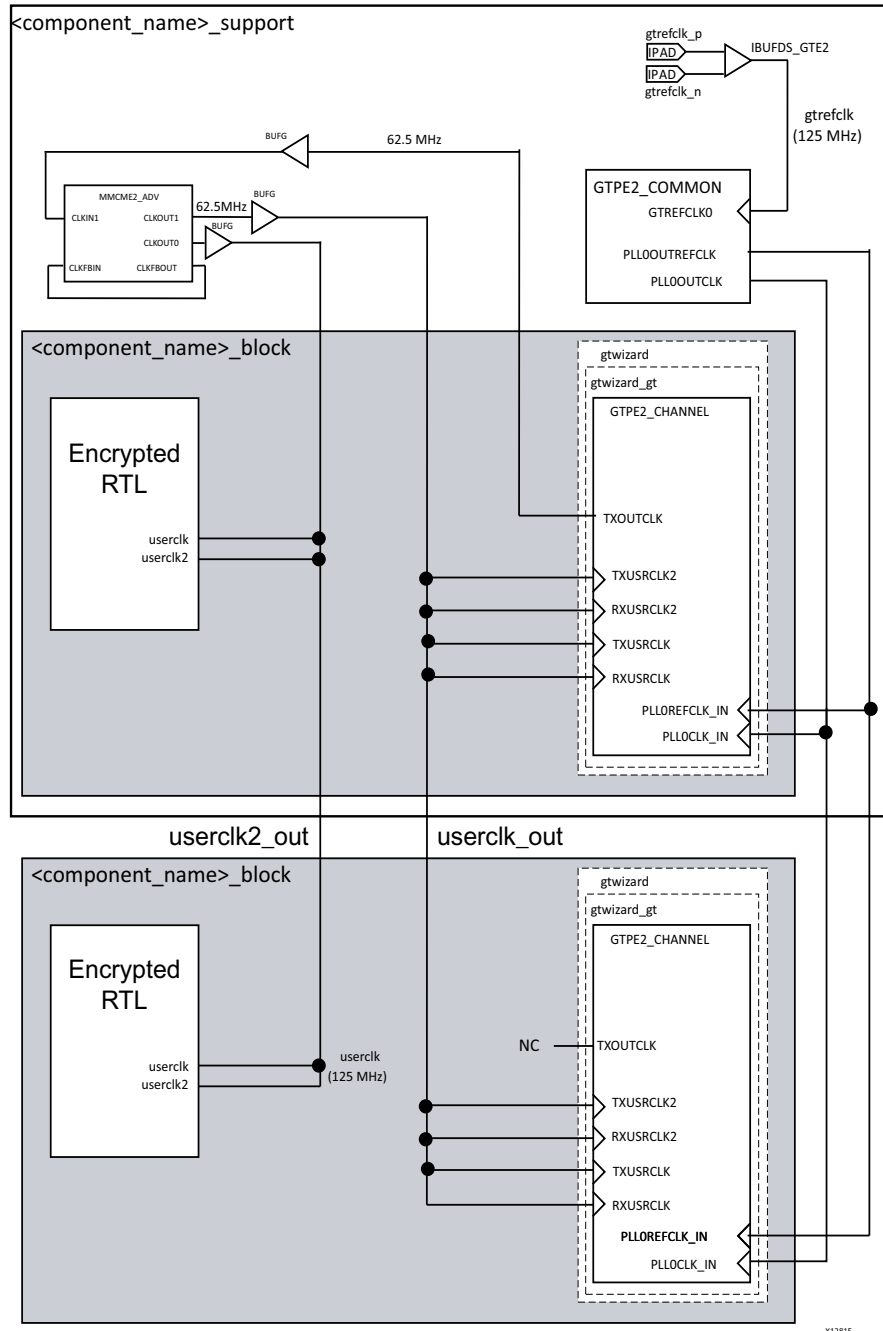 <component_name>_support
gtrefclk_p
IPAD
IBUFDS_GTE2
IPAD
gtrefclk_n
gtrefclk
(125 MHz)
BUFG
62.5 MHz
MMCME2_ADV
CLKIN1
CLKOUT1
62.5MHz
BUFG
CLKOUT0
BUFG
CLKFBIN
CLKFBOUT
GTPE2_COMMON
GTREFCLK0
PLL0OUTREFCLK
PLL0OUTCLK
<component_name>_block
gtwizard
gtwizard_gt
GTPE2_CHANNEL
Encrypted
RTL
userclk
userclk2
TXOUTCLK
TXUSRCLK2
RXUSRCLK2
TXUSRCLK
RXUSRCLK
PLL0REFCLK_IN
PLL0CLK_IN
userclk2_out
userclk_out
<component_name>_block
gtwizard
gtwizard_gt
GTPE2_CHANNEL
Encrypted
RTL
userclk
userclk2
userclk
(125 MHz)
NC
TXOUTCLK
TXUSRCLK2
RXUSRCLK2
TXUSRCLK
RXUSRCLK
PLL0REFCLK_IN
PLL0CLK_IN